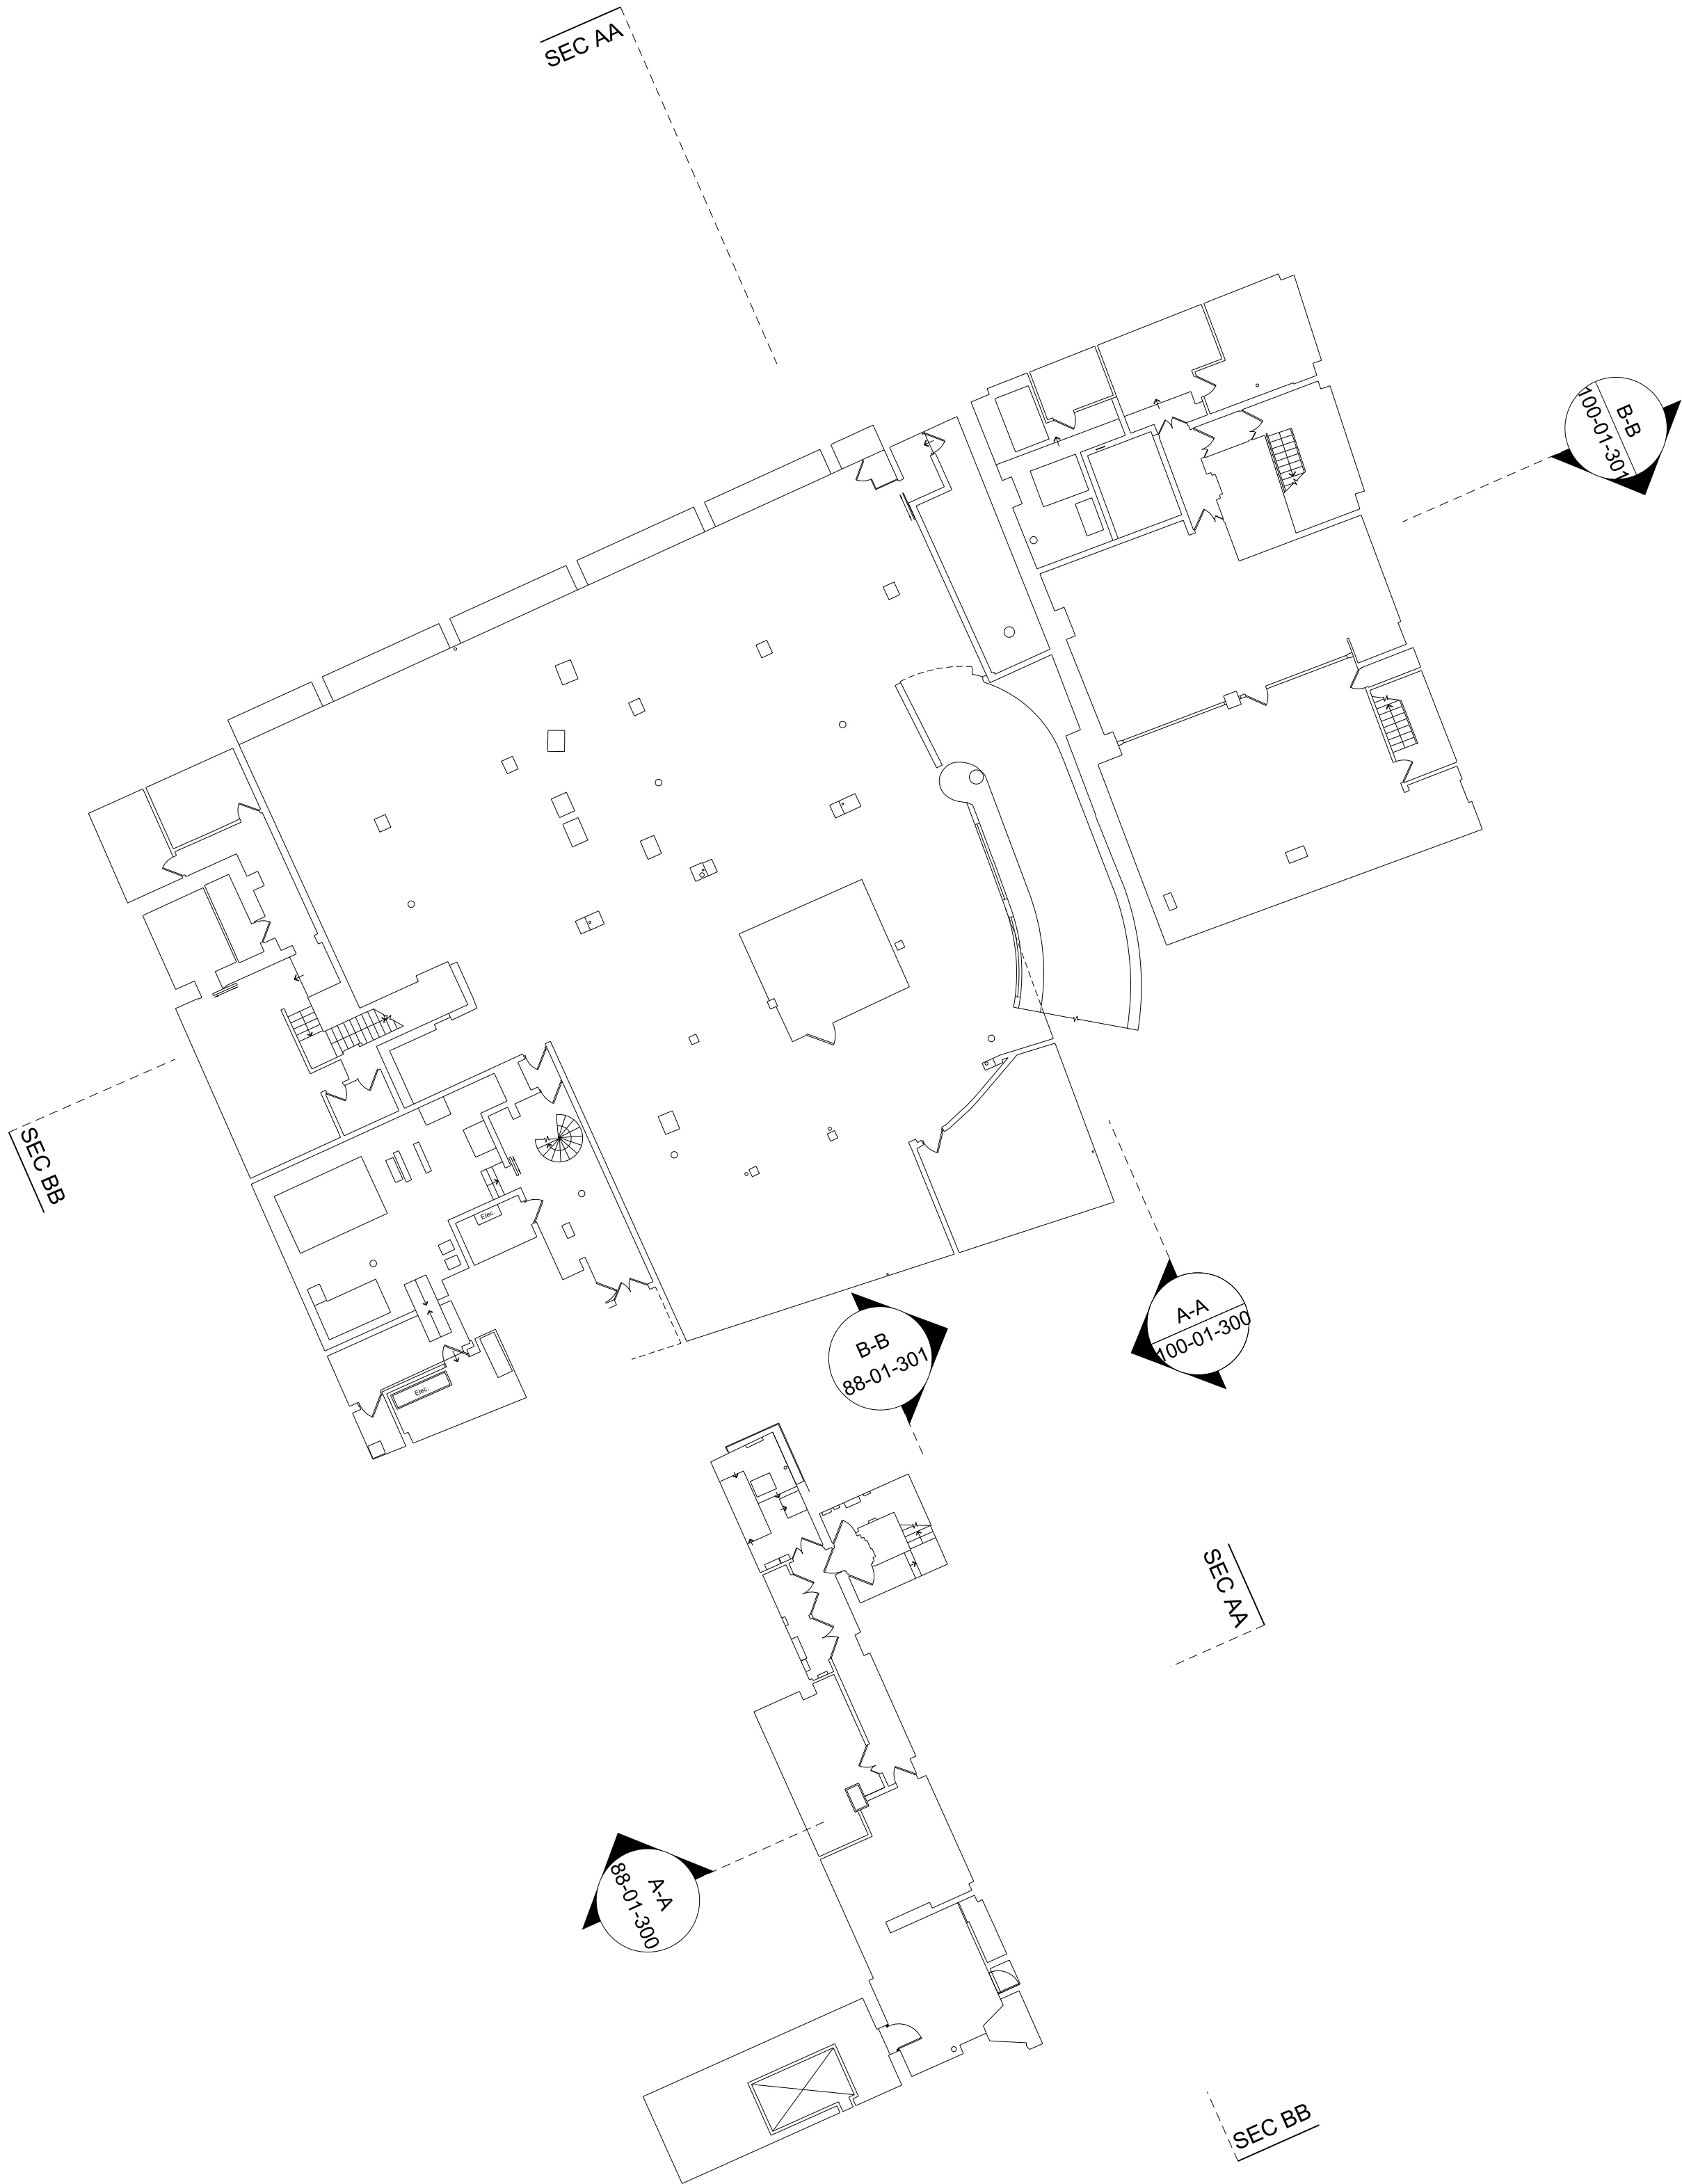 SEC AA
B-B
100-01-301
SEC BB
Elec.
A-A
100-01-300
B-B
88-01-301
Elec.
SEC AA
A-A
88-01-300
SEC BB